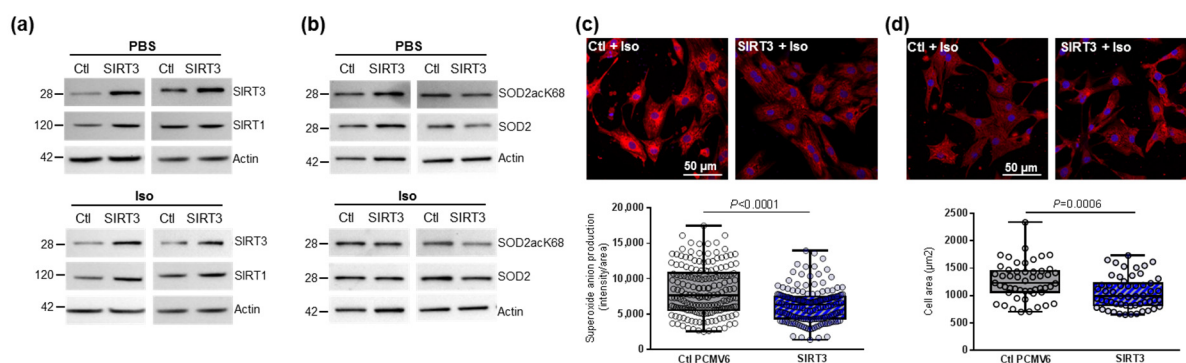 (a)
PBS
Ctl SIRT3 Ctl SIRT3
28 SIRT3
120 SIRT1
42 Actin
Iso
Ctl SIRT3 Ctl SIRT3
28 SIRT3
120 SIRT1
42 Actin
(b)
PBS
Ctl SIRT3 Ctl SIRT3
28 SOD2acK68
28 SOD2
42 Actin
Iso
Ctl SIRT3 Ctl SIRT3
28 SOD2acK68
28 SOD2
42 Actin
(c)
Ctl + Iso SIRT3 + Iso
50 µm
Superoxide anion production
(intensity/area)
20,000
15,000
10,000
5,000
0
P<0.0001
Ctl PCMV6 SIRT3
(d)
Ctl + Iso SIRT3 + Iso
50 µm
Cell area (µm2)
2500
2000
1500
1000
500
0
P=0.0006
Ctl PCMV6 SIRT3